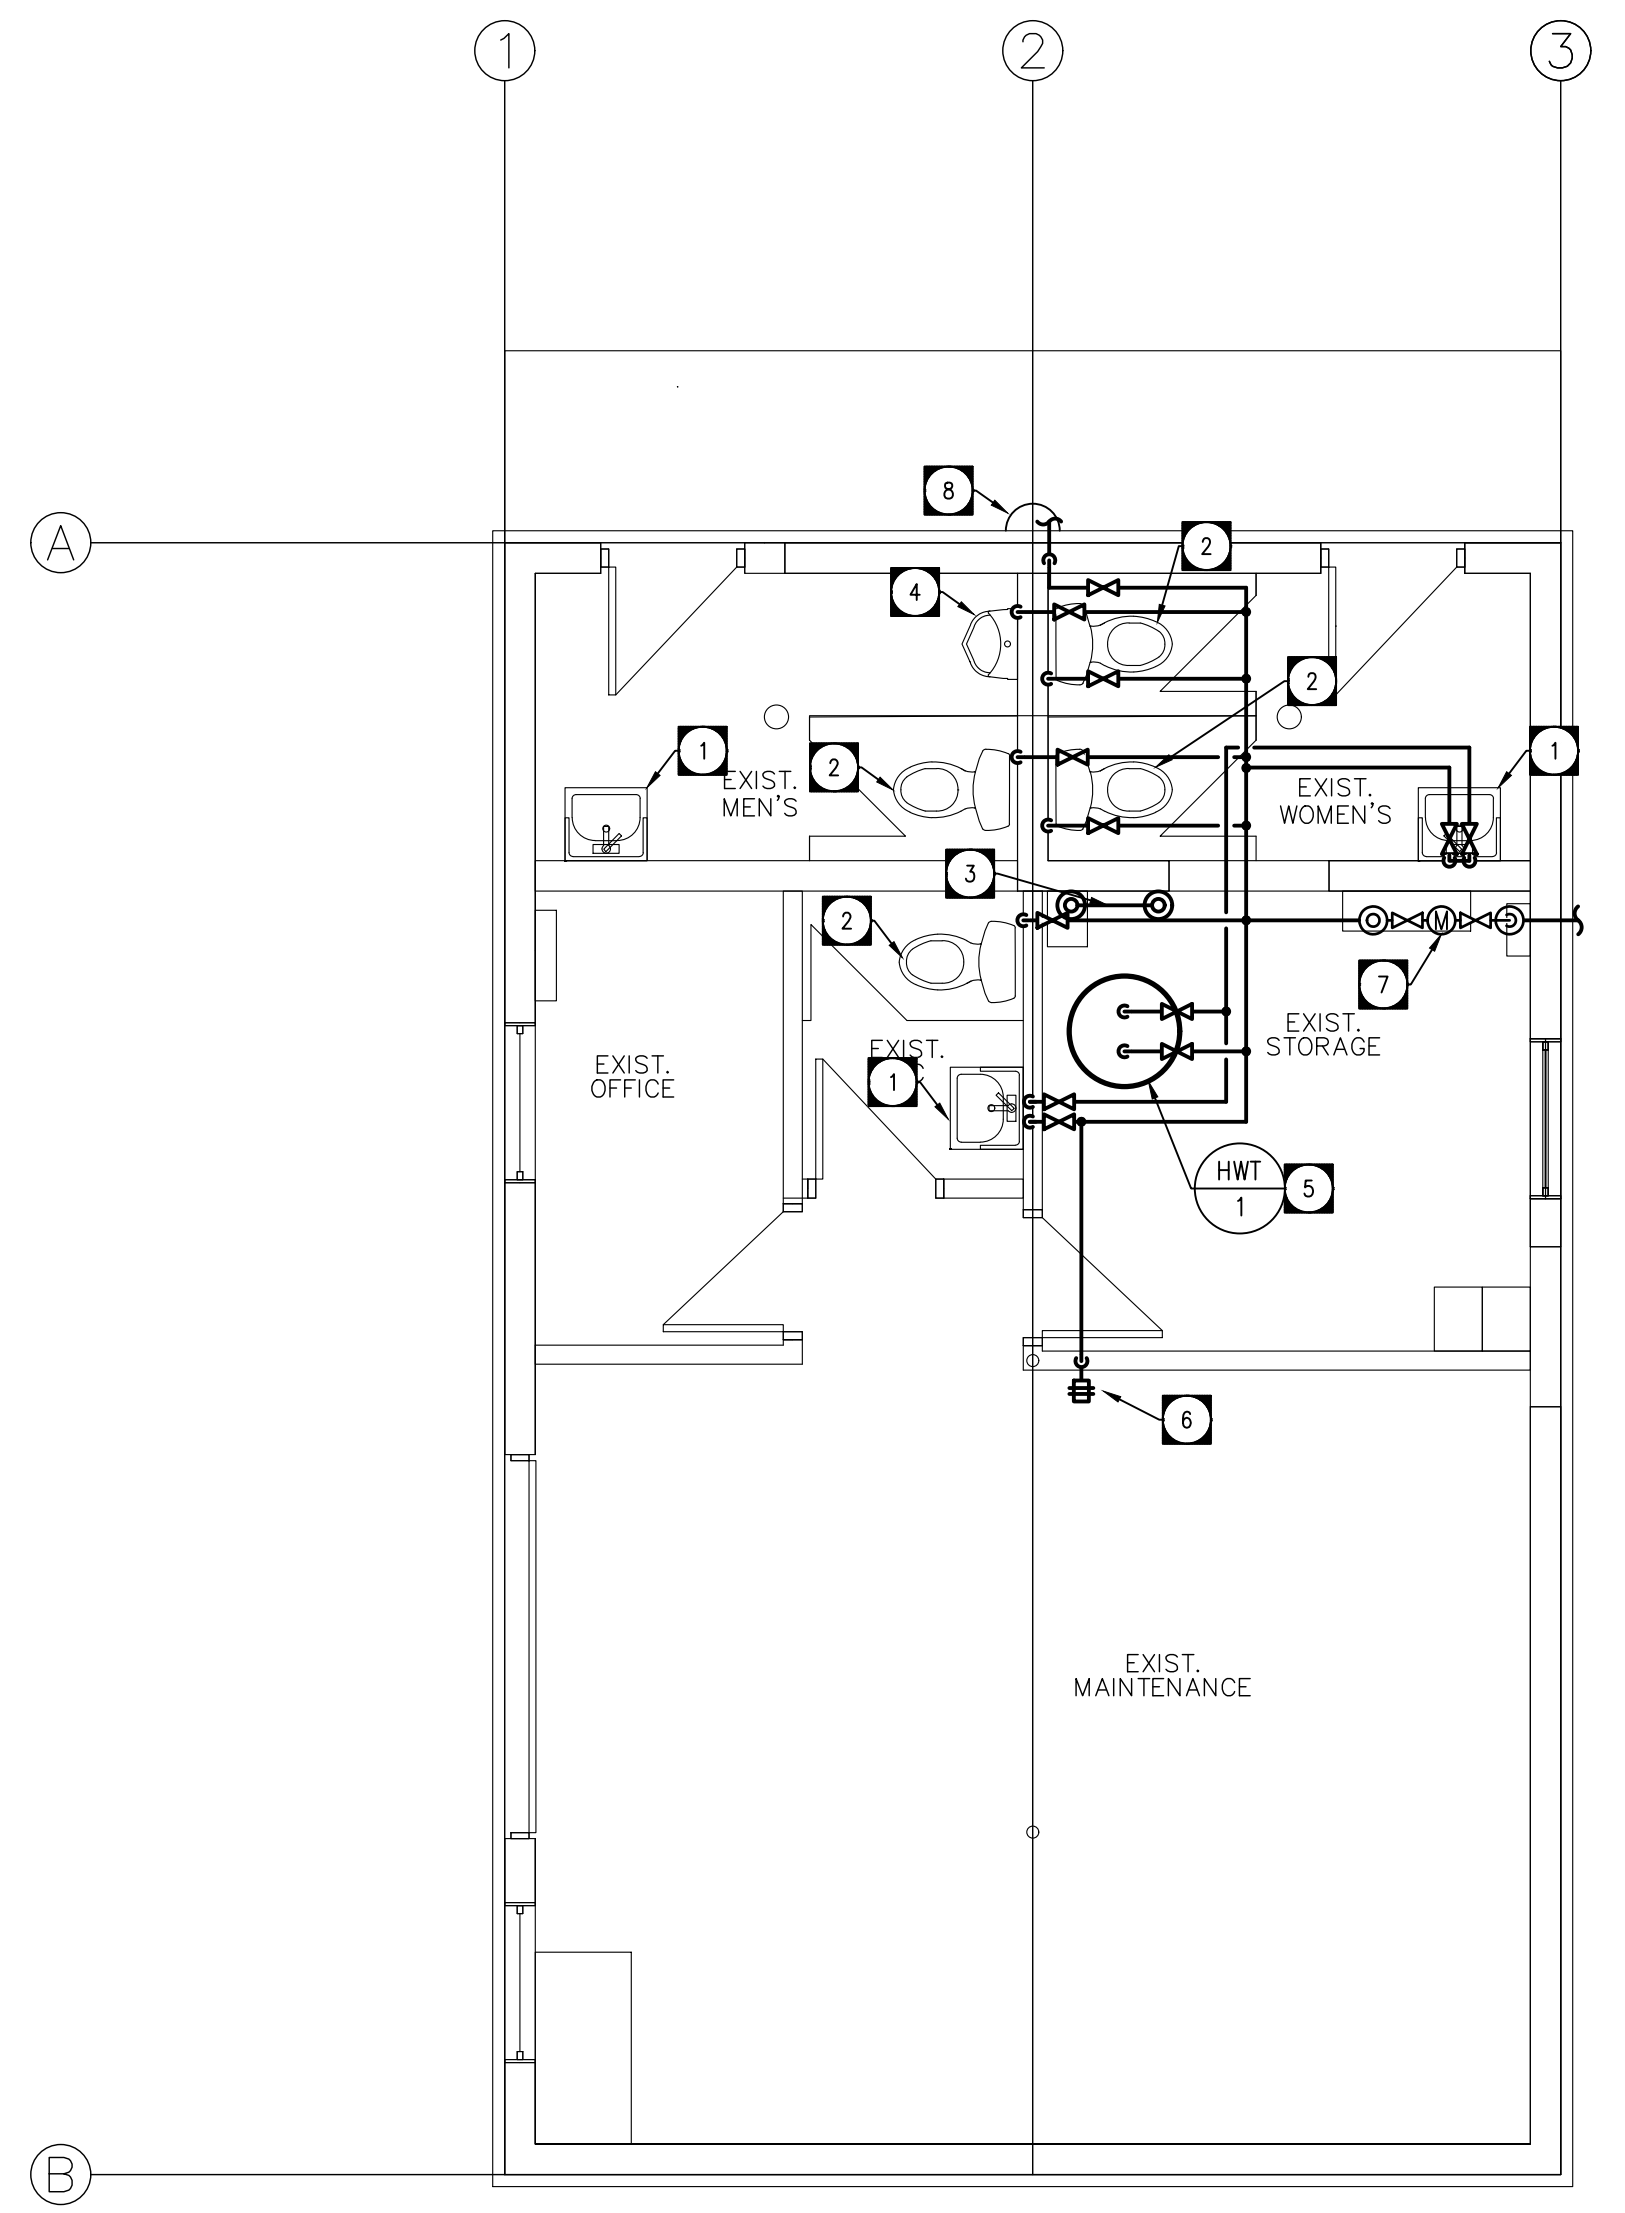 1
2
3
8
A
2
4
2
1
EXIST.
MEN'S
2
EXIST.
WOMEN'S
1
3
2
M
7
EXIST.
STORAGE
EXIST.
OFFICE
EXIST.
1
HWT
1
5
6
EXIST.
MAINTENANCE
B